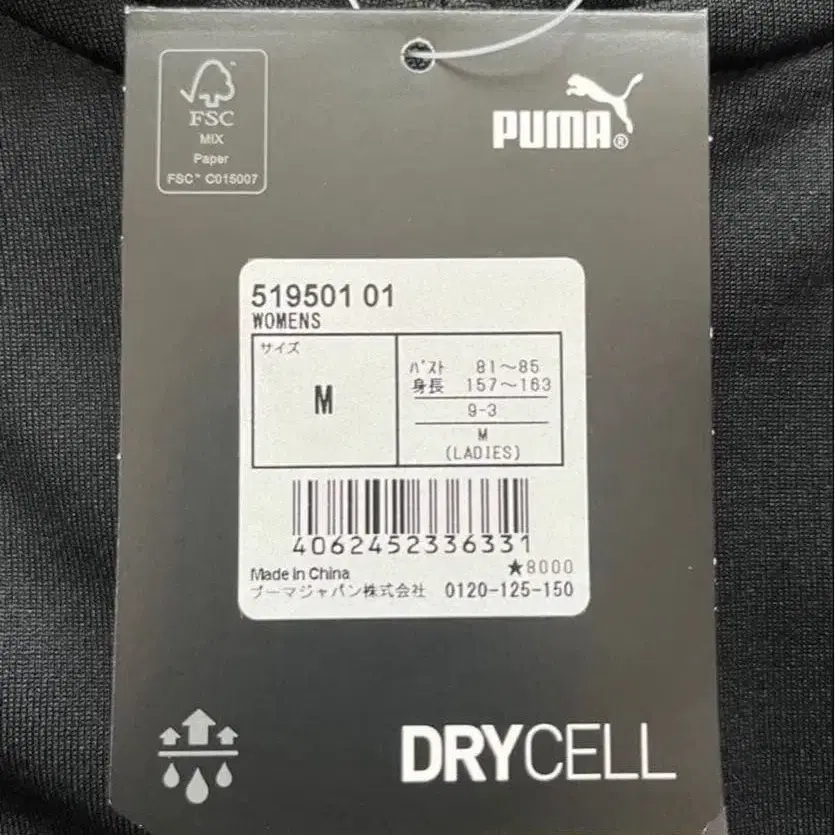 FSC
MIX
Paper
FSC™ C015007
PUMA®
519501 01
WOMENS
サイズ
M
バスト 81～85
身長 157～163
9-3
M
(LADIES)
4062452336331
★8000
Made in China
プーマジャパン株式会社 0120-125-150
DRYCELL